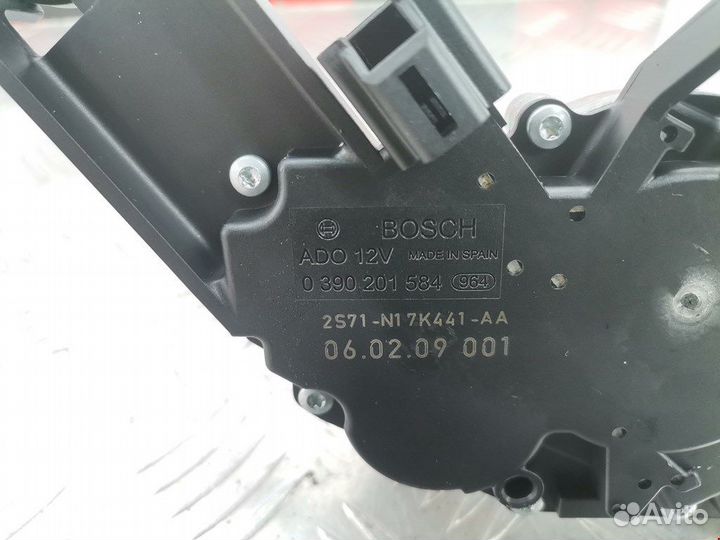 BOSCH
ADO 12V MADE IN SPAIN
0 390 201 584 964
2S71-N17K441-AA
06.02.09 001
Avito